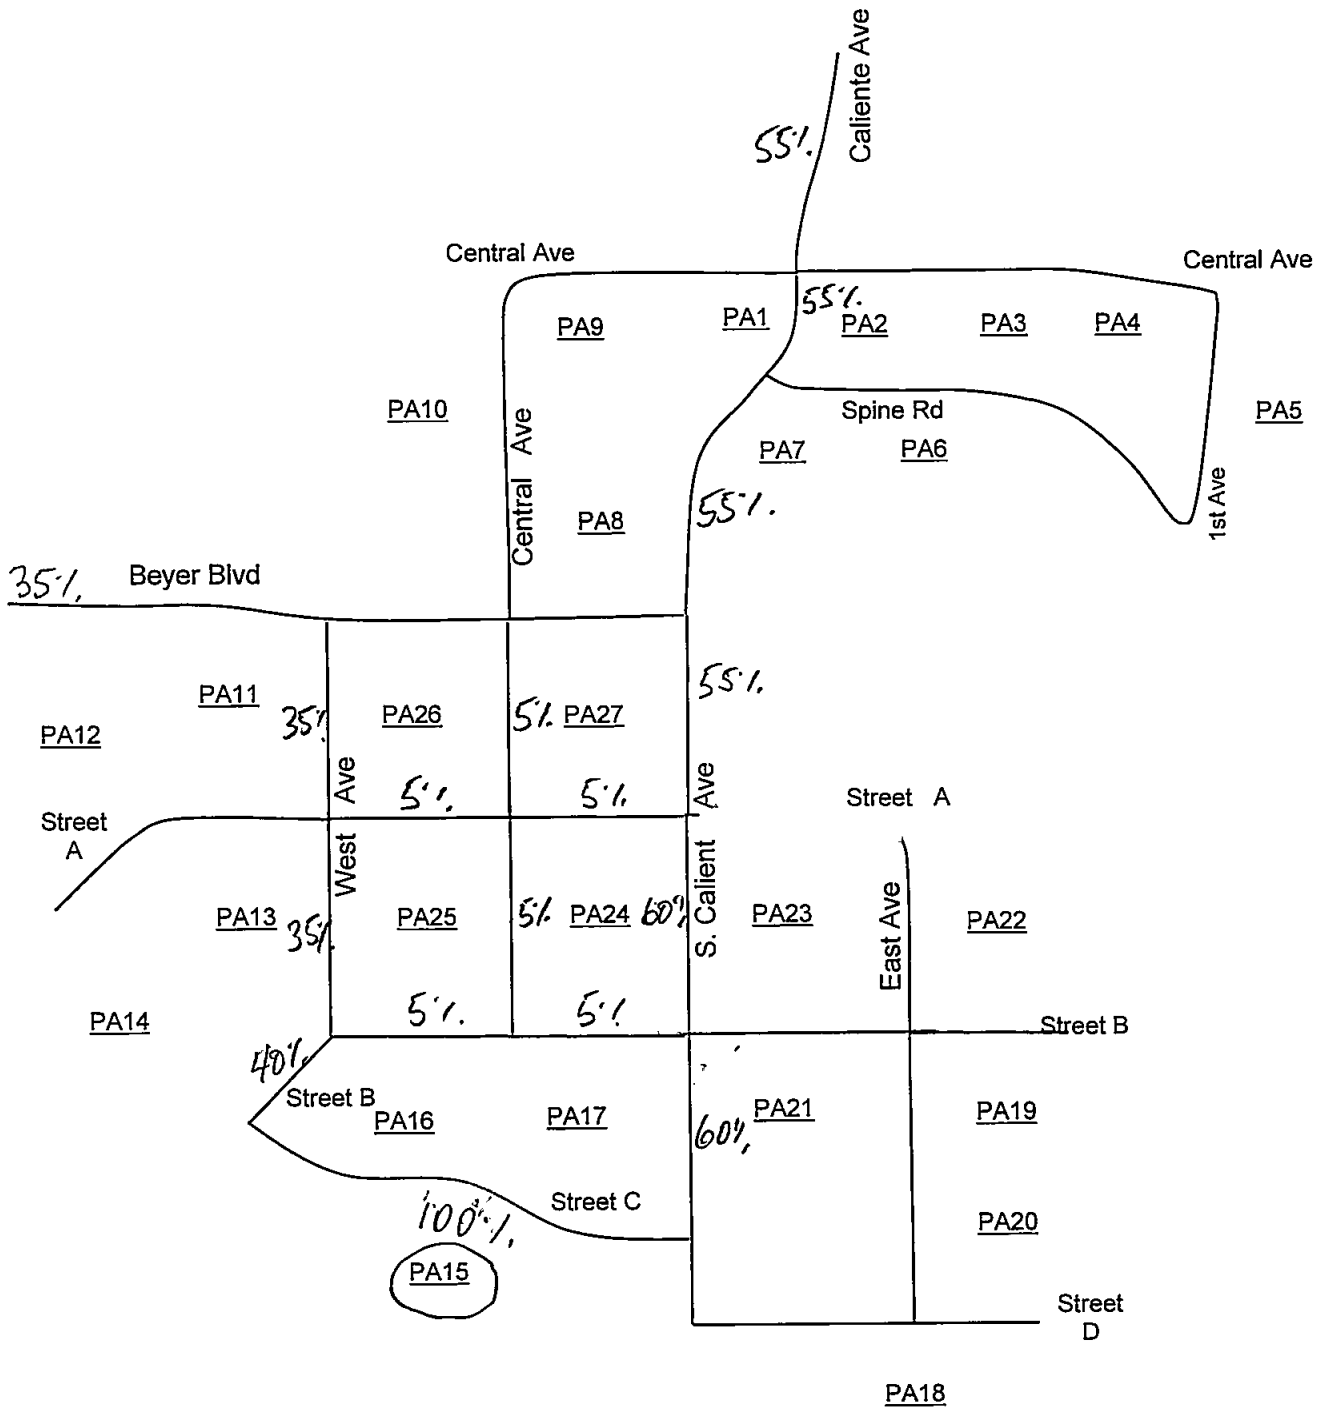 Caliente Ave
55%
Central Ave
Central Ave
55%
PA9
PA1
PA2
PA3
PA4
PA10
Central Ave
Spine Rd
PA5
PA7
PA6
55%
PA8
1st Ave
35%
Beyer Blvd
55%
PA11
35%
PA26
5%
PA27
PA12
West Ave
5%
5%
S. Calient Ave
Street A
Street
A
PA13
35%
PA25
5%
PA24
60%
PA23
East Ave
PA22
PA14
5%
5%
Street B
40%
Street B
PA16
PA17
60%
PA21
PA19
100%
Street C
PA20
PA15
Street
D
PA18